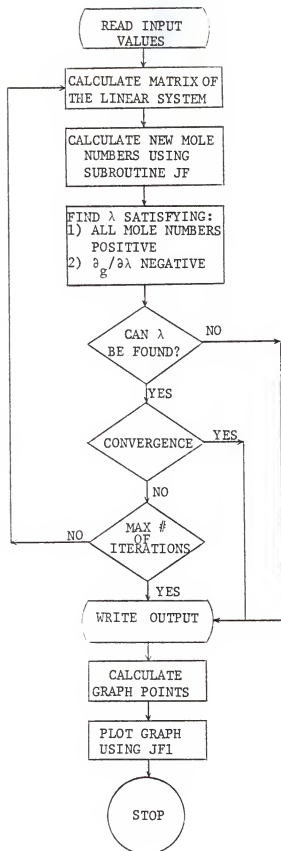 READ INPUT
VALUES
CALCULATE MATRIX OF
THE LINEAR SYSTEM
CALCULATE NEW MOLE
NUMBERS USING
SUBROUTINE JF
FIND λ SATISFYING:
1) ALL MOLE NUMBERS
POSITIVE
2) ∂g/∂λ NEGATIVE
CAN λ
BE FOUND?
NO
YES
CONVERGENCE
YES
NO
MAX #
OF
ITERATIONS
NO
YES
WRITE OUTPUT
CALCULATE
GRAPH POINTS
PLOT GRAPH
USING JF1
STOP